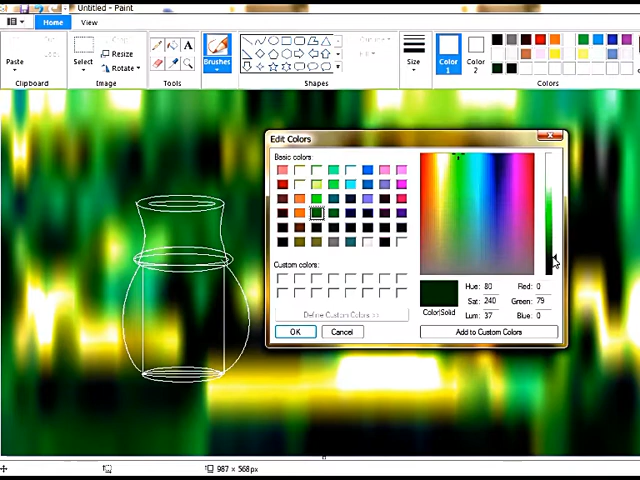 Untitled - Paint
Home View
Paste
Select
Resize
Rotate
A
Brushes
Size
Color 1
Color 2
Clipboard Image Tools Shapes Colors
Edit Colors
Basic colors:
Custom colors:
Define Custom Colors >>
OK Cancel
Color|Solid
Hue: 80 Red: 0
Sat: 240 Green: 79
Lum: 37 Blue: 0
Add to Custom Colors
987 × 568px